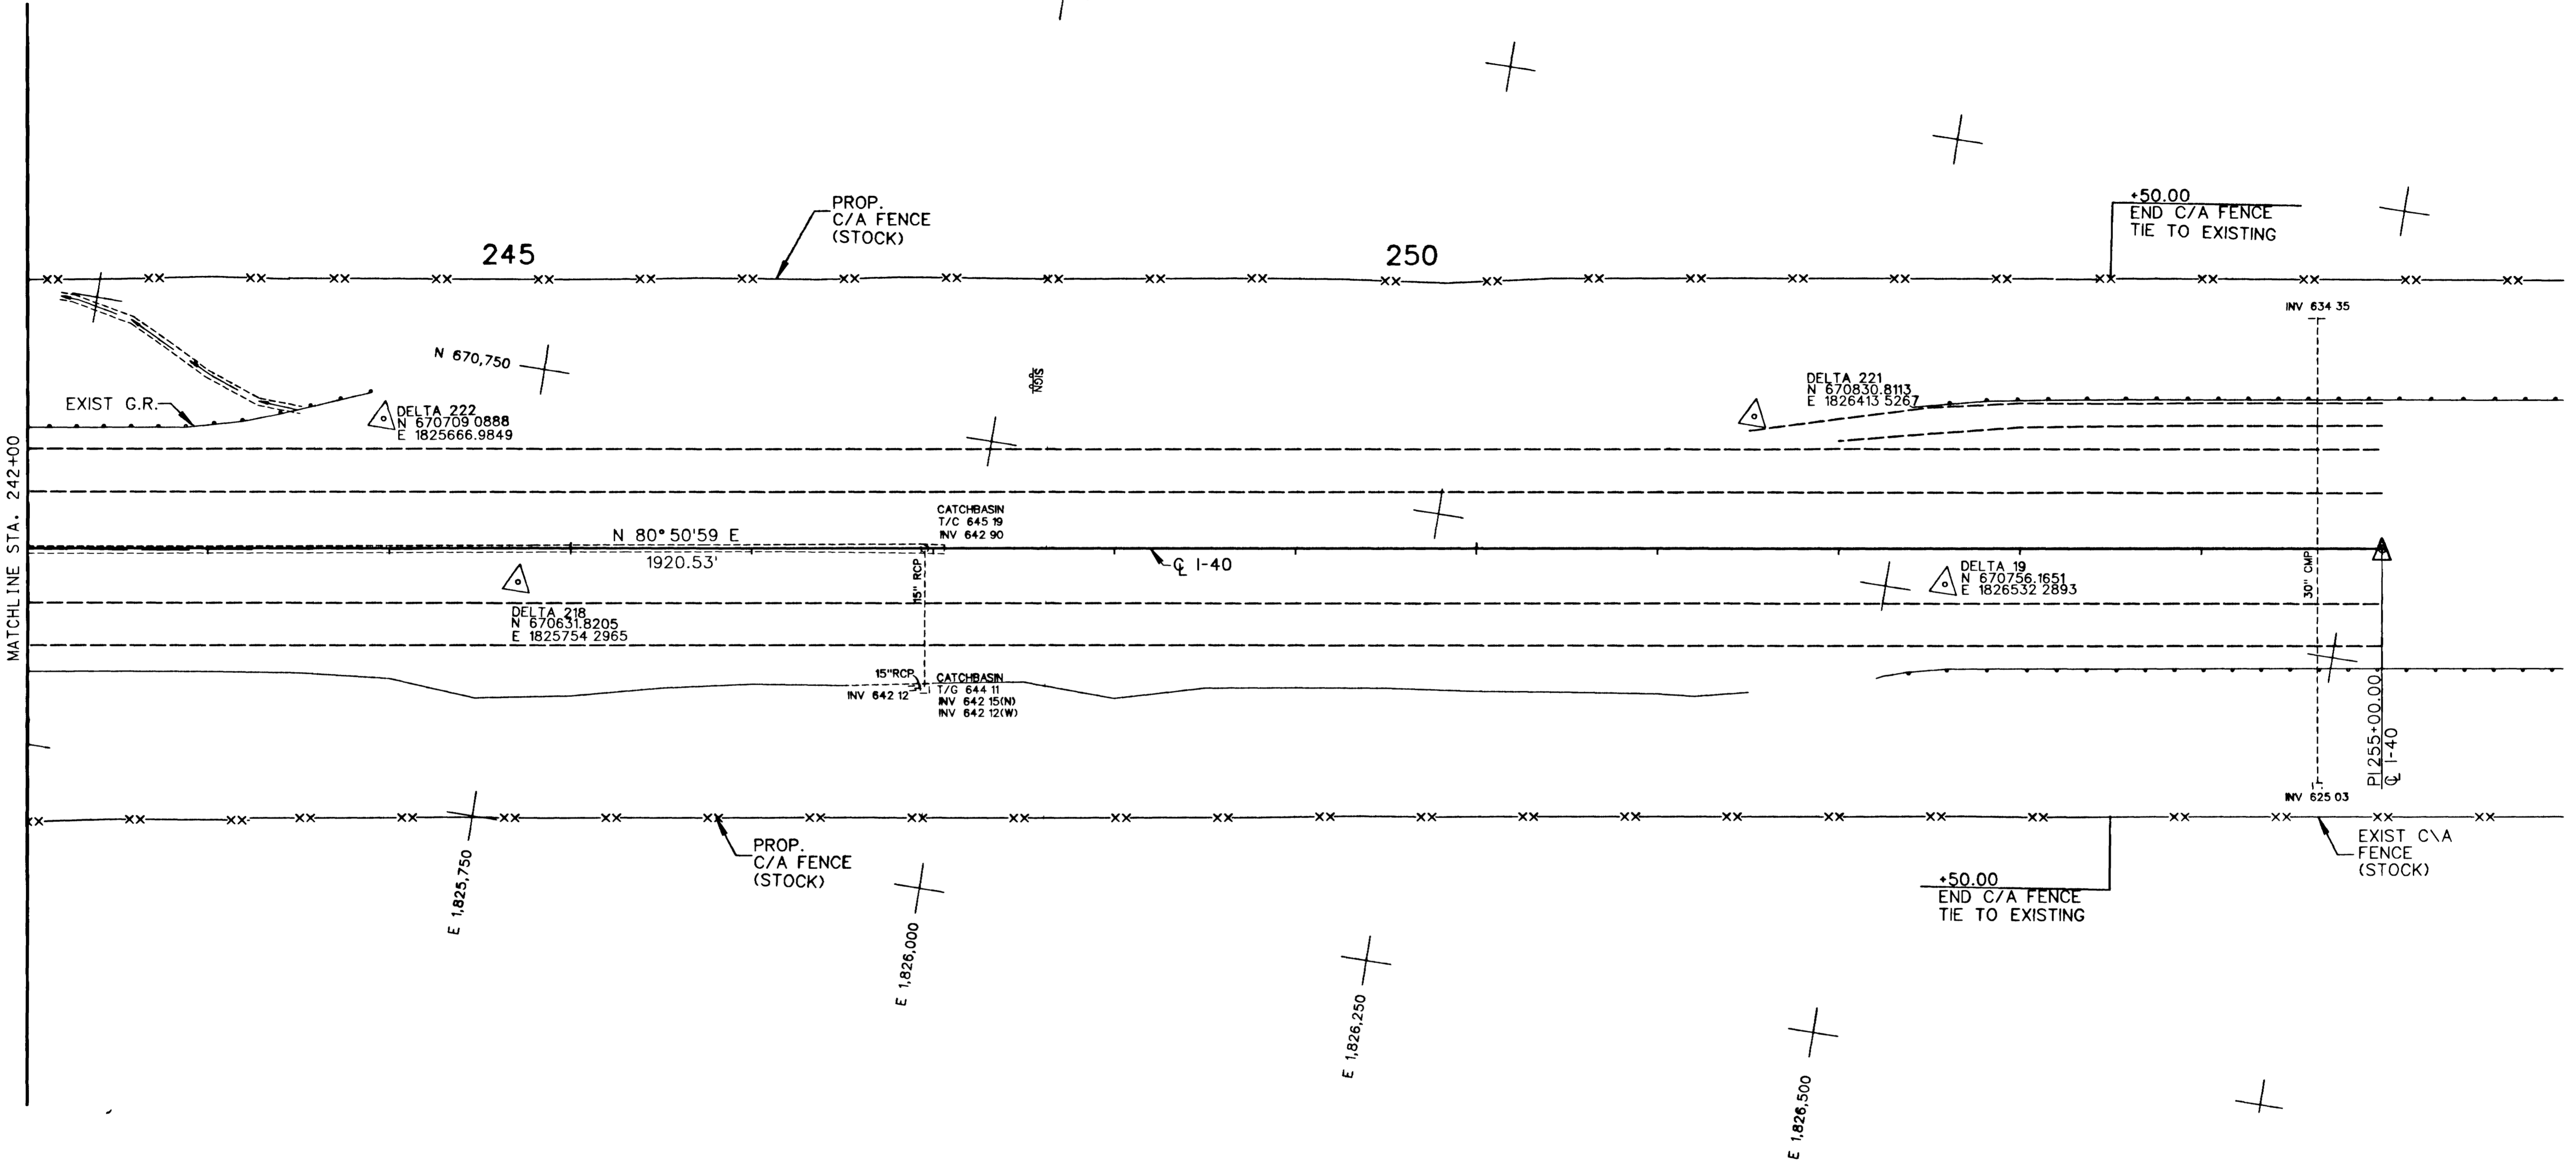 +50.00
END C/A FENCE
TIE TO EXISTING
PROP.
C/A FENCE
(STOCK)
245
250
INV 634 35
N 670,750
SIGN
EXIST G.R.
DELTA 222
N 670709 0888
E 1825666.9849
DELTA 221
N 670830.8113
E 1826413 5267
MATCHLINE STA. 242+00
CATCHBASIN
T/C 645 19
INV 642 90
N 80° 50'59 E
1920.53'
℄ I-40
15" RCP
30" CMP
DELTA 19
N 670756.1651
E 1826532 2893
DELTA 218
N 670631.8205
E 1825754 2965
15"RCP
INV 642 12
CATCHBASIN
T/G 644 11
INV 642 15(N)
INV 642 12(W)
PI 255+00.00
℄ I-40
INV 625 03
PROP.
C/A FENCE
(STOCK)
EXIST C\A
FENCE
(STOCK)
+50.00
END C/A FENCE
TIE TO EXISTING
E 1,825,750
E 1,826,000
E 1,826,250
E 1,826,500